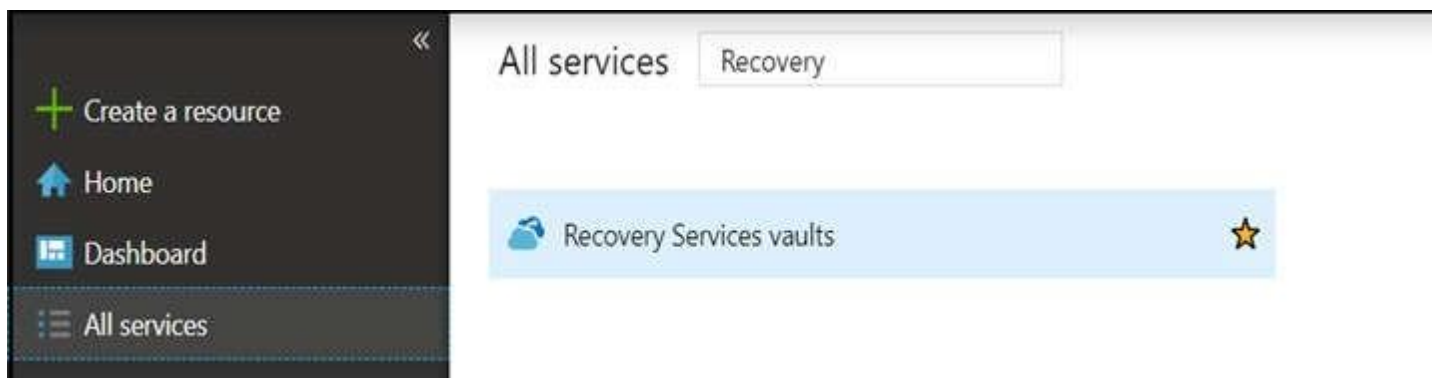 All services
Recovery
Create a resource
Home
Dashboard
All services
Recovery Services vaults